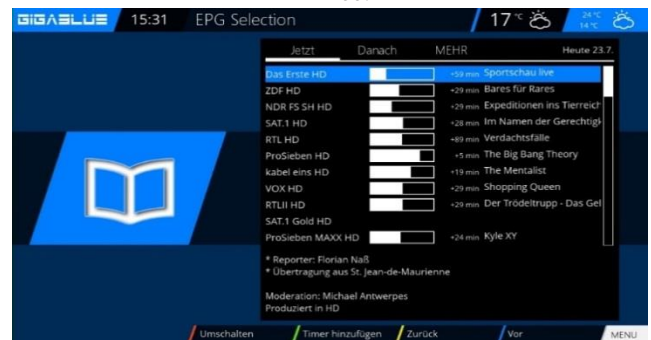 GIGABLUE 15:31 EPG Selection 17 °C 24 °C
14 °C
Jetzt Danach MEHR Heute 23.7.
Das Erste HD +59 min Sportschau live
ZDF HD +29 min Bares für Rares
NDR FS SH HD +29 min Expeditionen ins Tierreich
SAT.1 HD +28 min Im Namen der Gerechtigk
RTL HD +89 min Verdachtsfälle
ProSieben HD +5 min The Big Bang Theory
kabel eins HD +19 min The Mentalist
VOX HD +29 min Shopping Queen
RTLII HD +29 min Der Trödeltrupp - Das Gel
SAT.1 Gold HD
ProSieben MAXX HD +24 min Kyle XY
* Reporter: Florian Naß
* Übertragung aus St. Jean-de-Maurienne
Moderation: Michael Antwerpes
Produziert in HD
Umschalten Timer hinzufügen Zurück Vor MENU